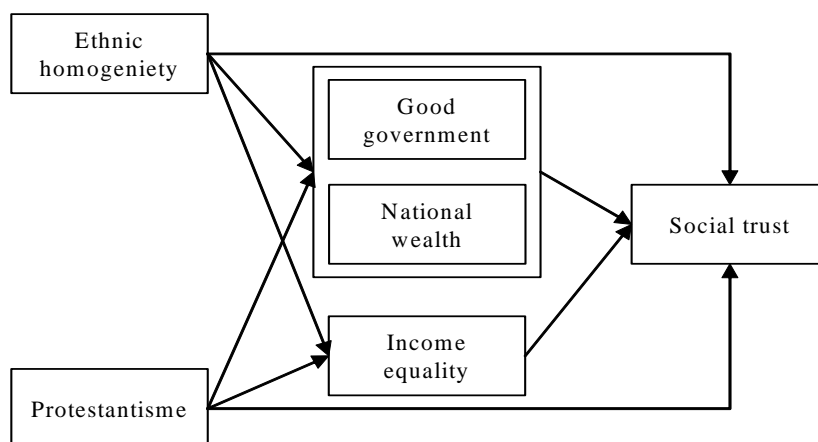 Ethnic
homogeniety
Good
government
National
wealth
Social trust
Income
equality
Protestantisme